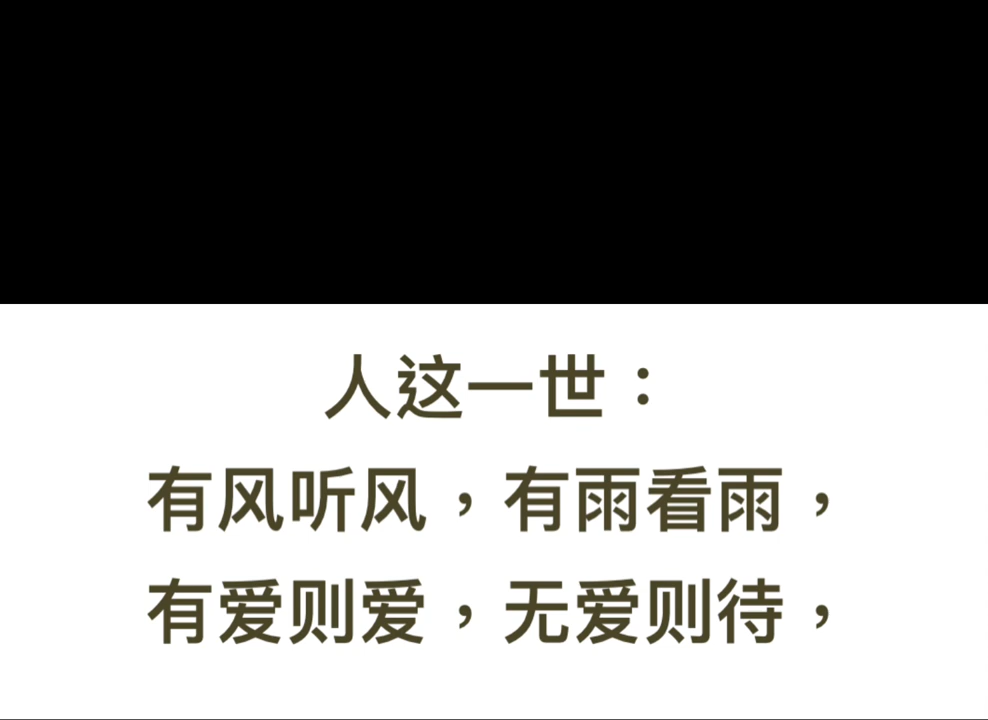 人这一世：
有风听风，有雨看雨，
有爱则爱，无爱则待，